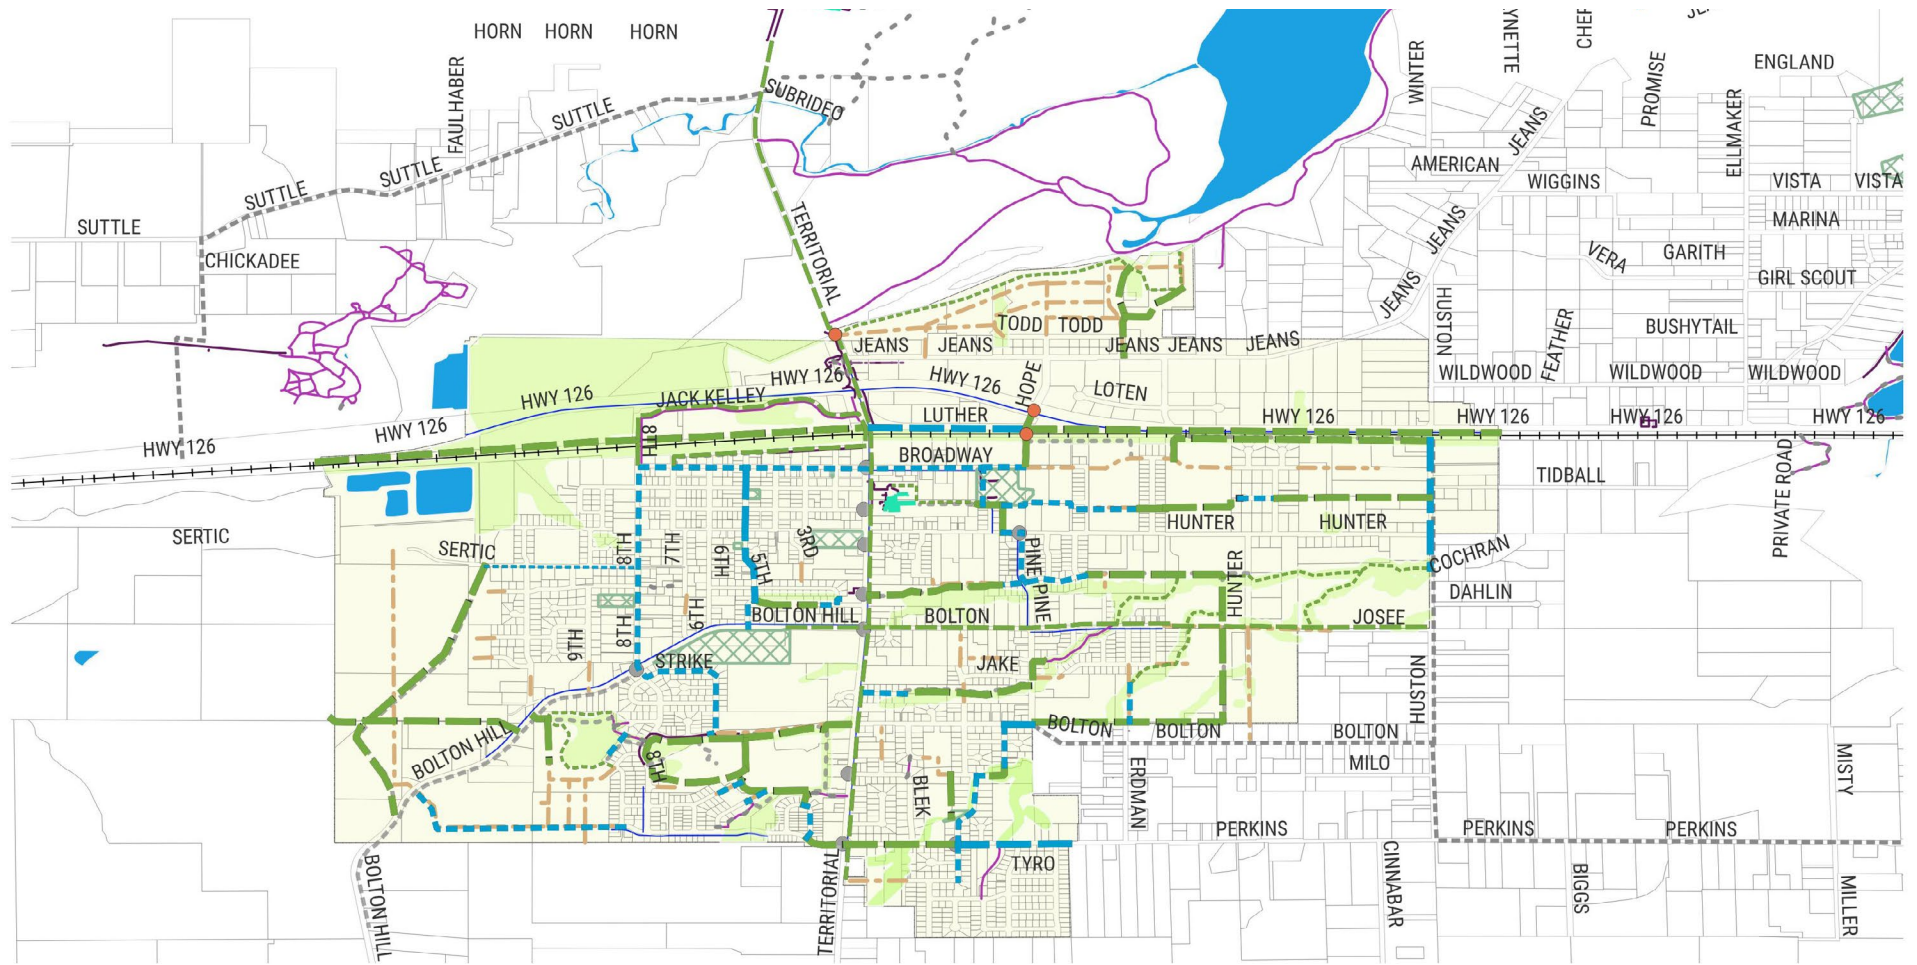 HORN
HORN
HORN
ENGLAND
WINTER
PROMISE
FAULHABER
SUTTLE
SUBRIDEO
ELLMAKER
JEANS
AMERICAN
WIGGINS
VISTA
VISTA
SUTTLE
SUTTLE
SUTTLE
CHICKADEE
TERRITORIAL
JEANS
MARINA
VERA
GARITH
GIRL SCOUT
JEANS
HUSTON
FEATHER
BUSHYTAIL
TODD
TODD
JEANS
JEANS
JEANS
JEANS
JEANS
WILDWOOD
WILDWOOD
WILDWOOD
HWY 126
HWY 126
HOPE
LOTEN
HWY 126
JACK KELLEY
LUTHER
HWY 126
HWY 126
HWY 126
HWY 126
HWY 126
HWY 126
8TH
BROADWAY
TIDBALL
PRIVATE ROAD
SERTIC
SERTIC
8TH
7TH
6TH
5TH
3RD
HUNTER
HUNTER
PINE
PINE
HUNTER
COCHRAN
DAHLIN
9TH
8TH
6TH
BOLTON HILL
BOLTON
JOSEE
STRIKE
JAKE
HUSTON
BOLTON HILL
8TH
BOLTON
BOLTON
BOLTON
MILO
BLEK
ERDMAN
MISTY
PERKINS
PERKINS
PERKINS
BOLTON HILL
TERRITORIAL
TYRO
CINNABAR
BIGGS
MILLER